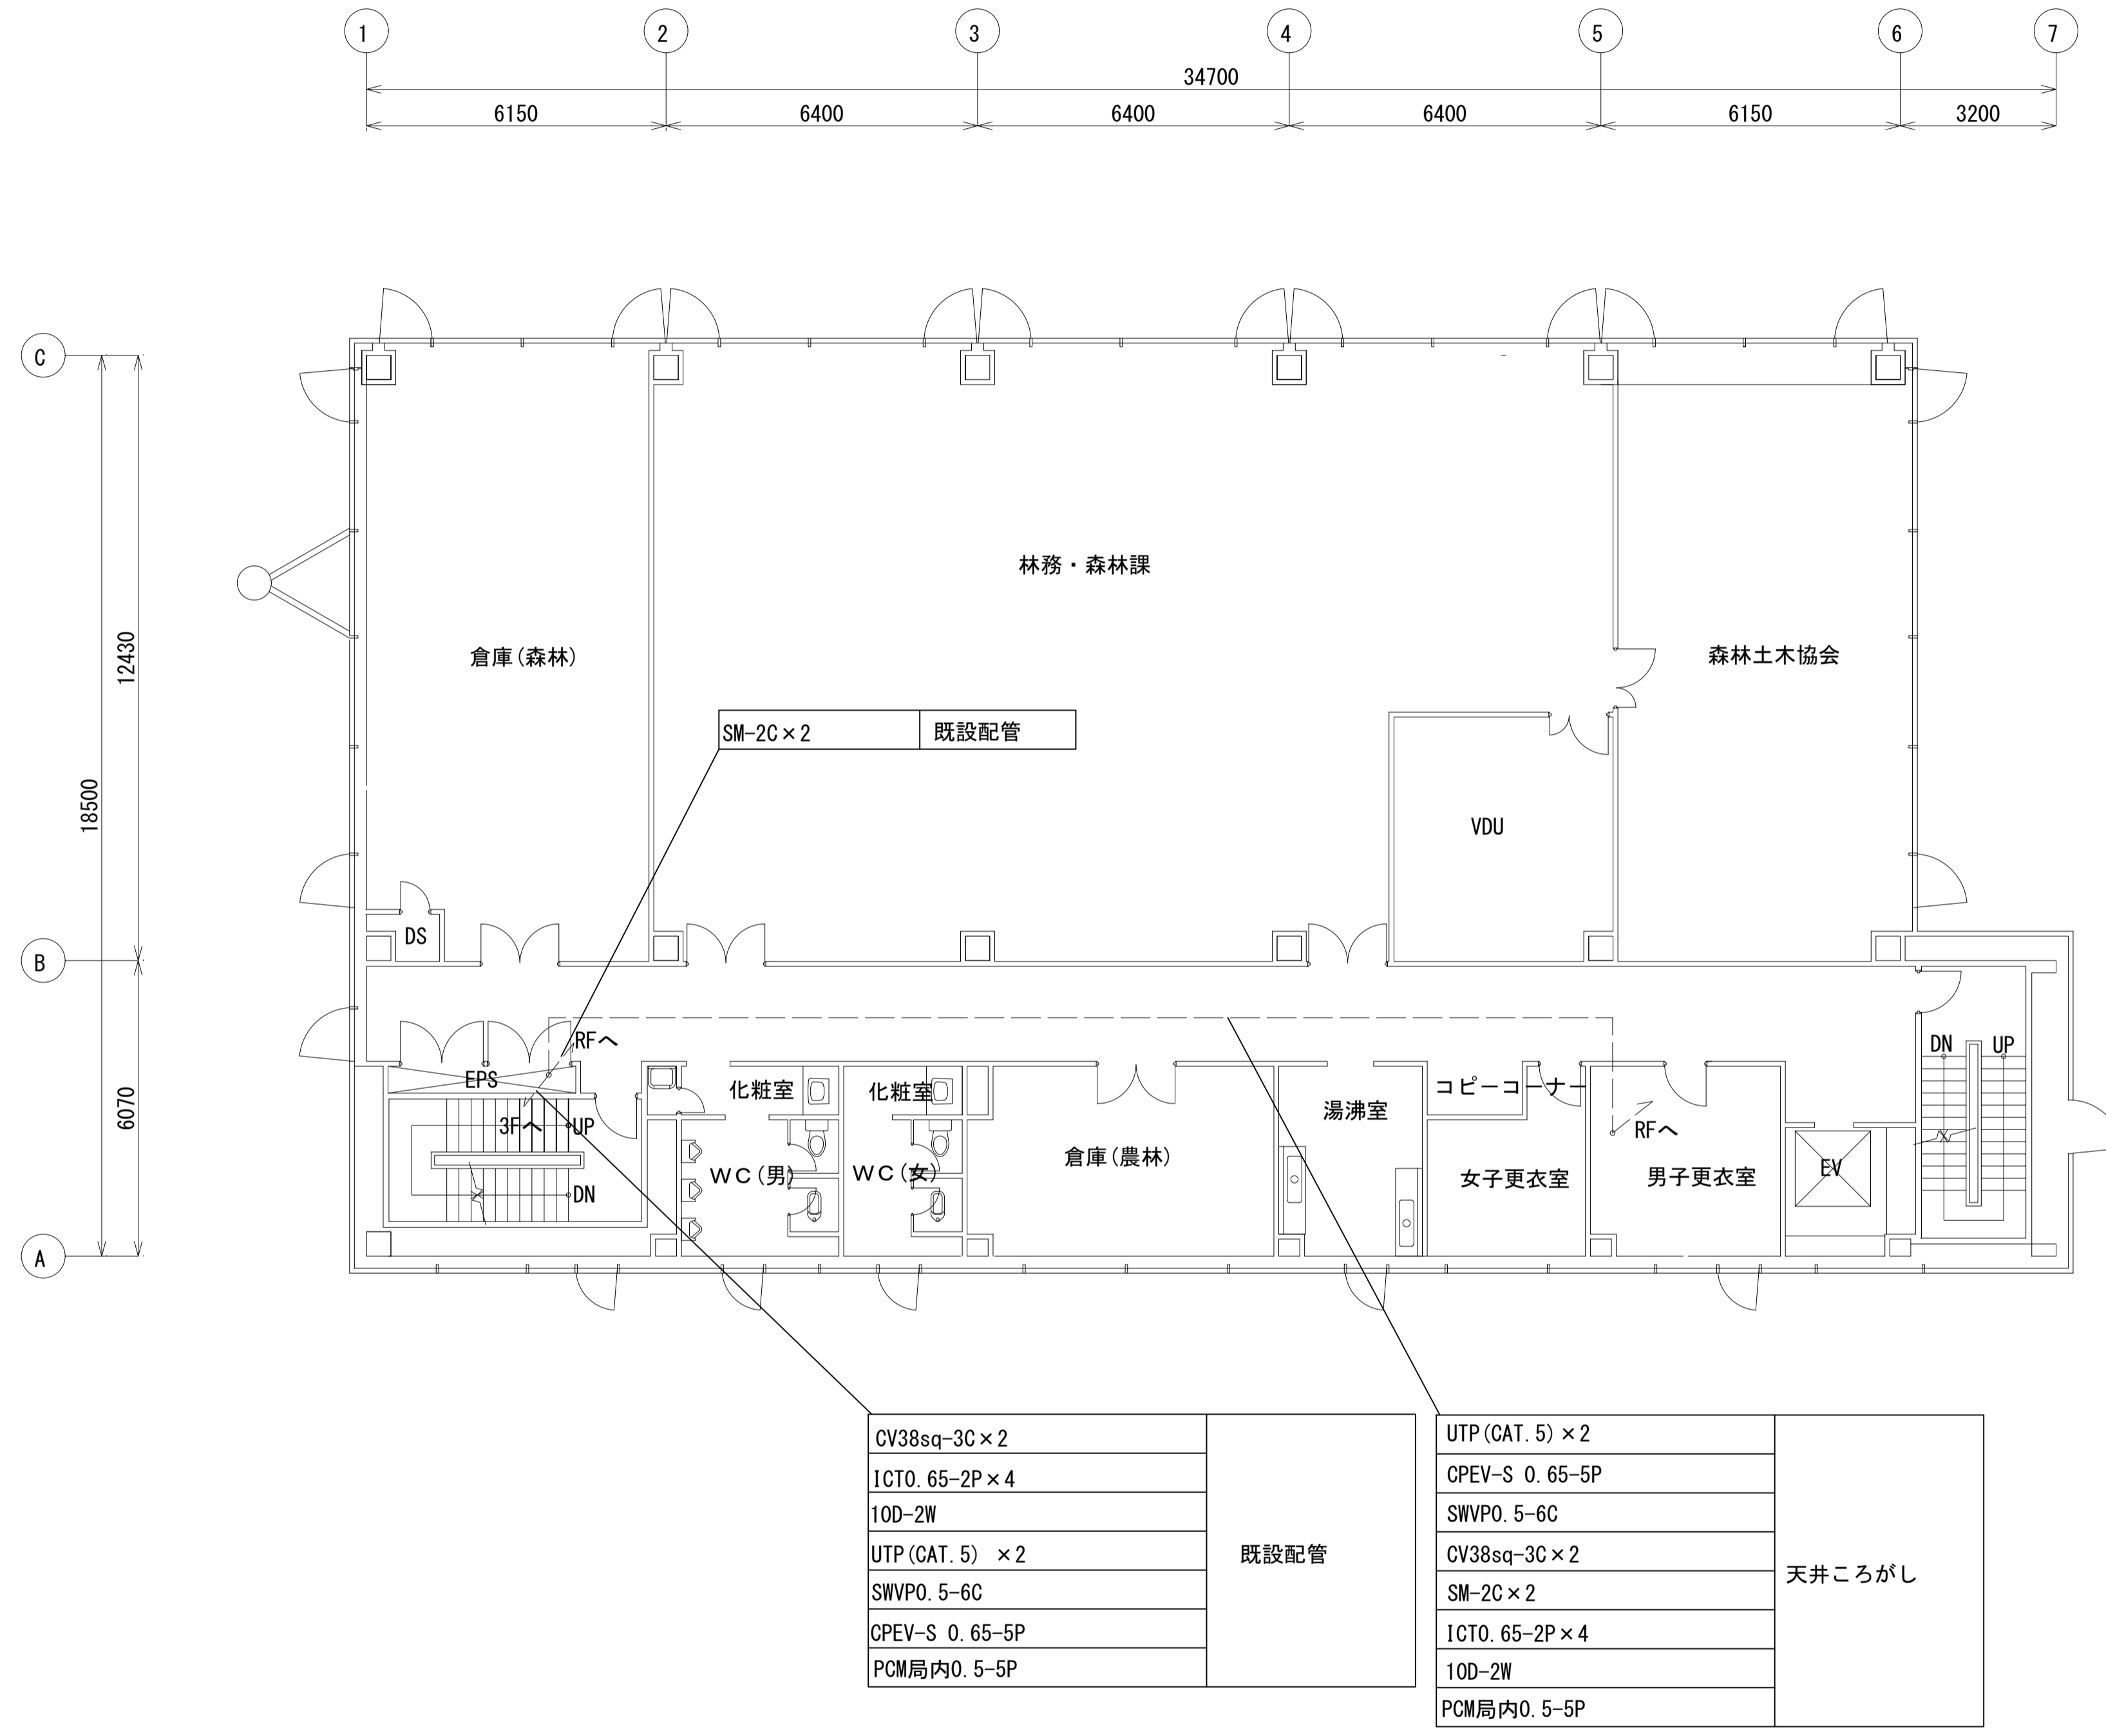 1
2
3
4
5
6
7
34700
6150
6400
6400
6400
6150
3200
C
B
A
18500
12430
6070
林務・森林課
倉庫(森林)
森林土木協会
SM-2C×2
既設配管
VDU
DS
RFへ
EPS
3Fへ
UP
DN
化粧室
化粧室
WC(男)
WC(女)
倉庫(農林)
湯沸室
コピーコーナー
女子更衣室
RFへ
男子更衣室
EV
DN
UP
CV38sq-3C×2
ICT0.65-2P×4
10D-2W
UTP(CAT.5) ×2
SWVP0.5-6C
CPEV-S 0.65-5P
PCM局内0.5-5P
既設配管
UTP(CAT.5)×2
CPEV-S 0.65-5P
SWVP0.5-6C
CV38sq-3C×2
SM-2C×2
ICT0.65-2P×4
10D-2W
PCM局内0.5-5P
天井ころがし